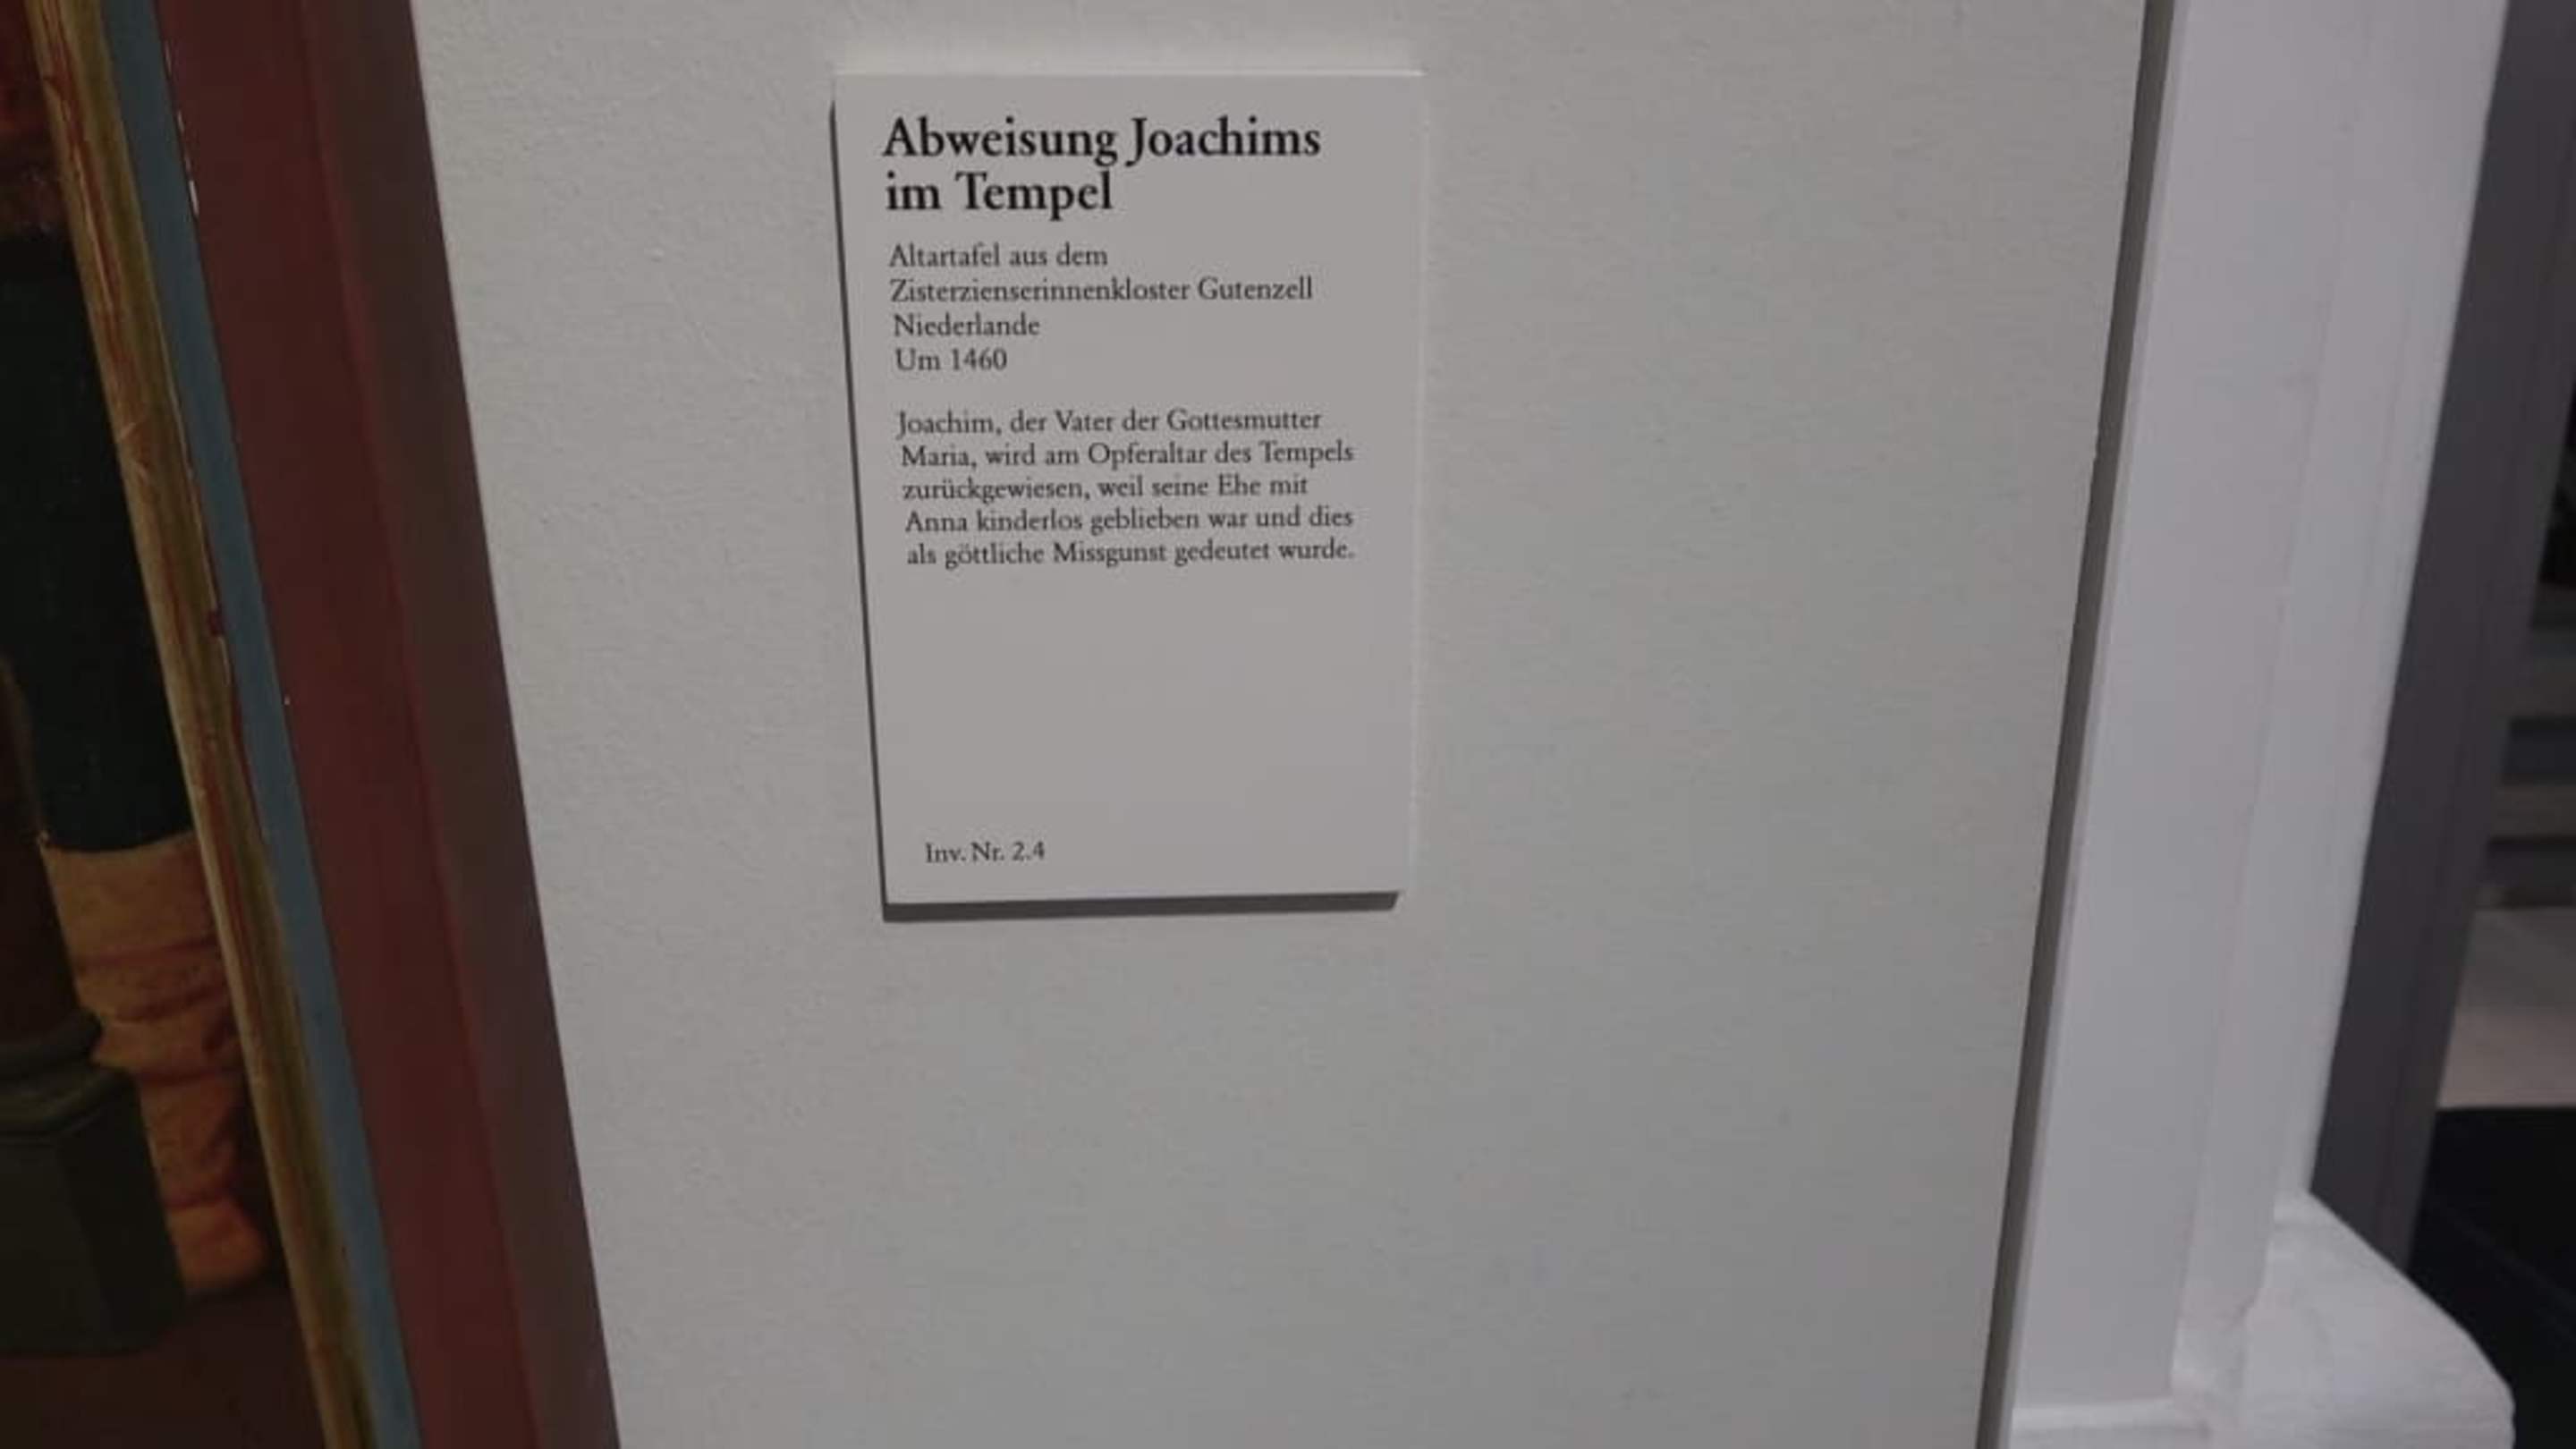 Abweisung Joachims
im Tempel
Altartafel aus dem
Zisterzienserinnenkloster Gutenzell
Niederlande
Um 1460
Joachim, der Vater der Gottesmutter
Maria, wird am Opferaltar des Tempels
zurückgewiesen, weil seine Ehe mit
Anna kinderlos geblieben war und dies
als göttliche Missgunst gedeutet wurde.
Inv. Nr. 2.4